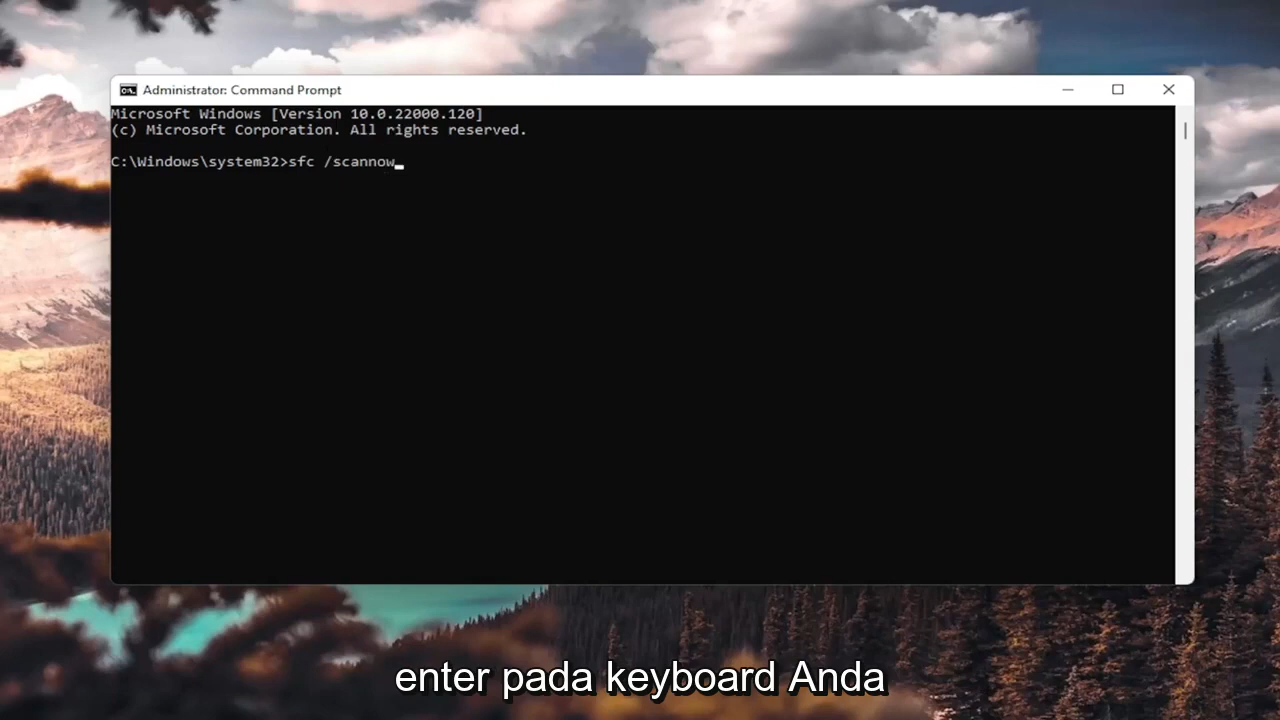 Administrator: Command Prompt
Microsoft Windows [Version 10.0.22000.120]
(c) Microsoft Corporation. All rights reserved.
C:\Windows\system32>sfc /scannow
enter pada keyboard Anda